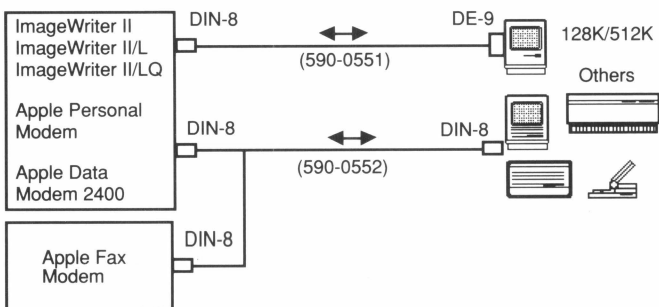 ImageWriter II
ImageWriter II/L
ImageWriter II/LQ
Apple Personal
Modem
Apple Data
Modem 2400
DIN-8
DE-9
(590-0551)
128K/512K
Others
DIN-8
DIN-8
(590-0552)
DIN-8
Apple Fax
Modem